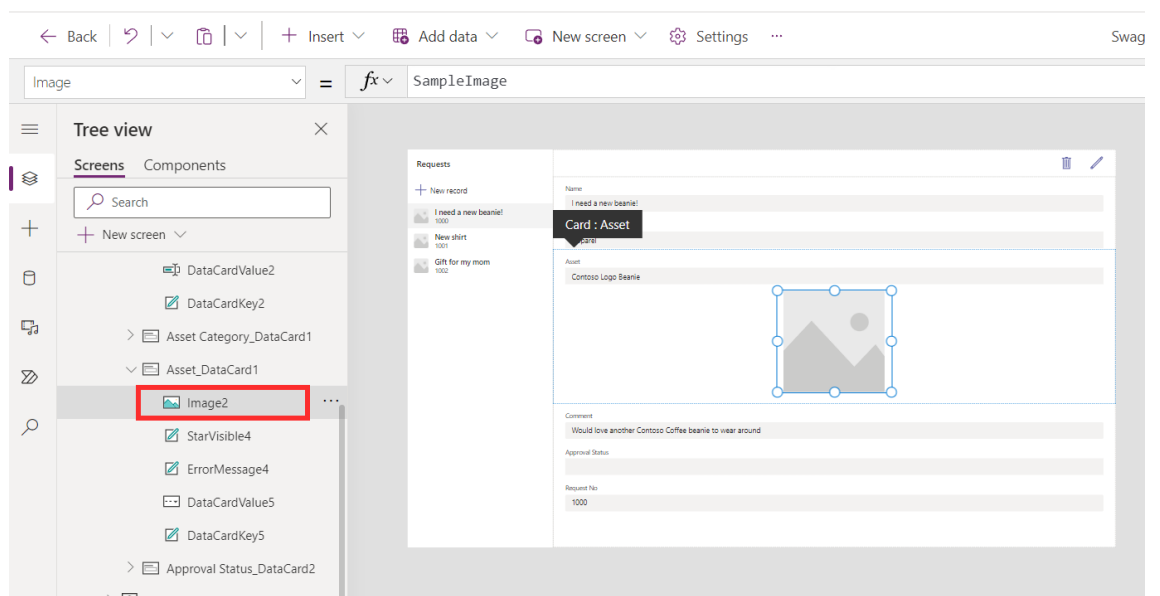 Back
Insert
Add data
New screen
Settings
···
Swag
Image
=
fx
SampleImage
Tree view
Screens
Components
Search
New screen
DataCardValue2
DataCardKey2
Asset Category_DataCard1
Asset_DataCard1
Image2
···
StarVisible4
ErrorMessage4
DataCardValue5
DataCardKey5
Approval Status_DataCard2
Requests
New record
I need a new beanie!
1000
New shirt
1001
Gift for my mom
1002
Name
I need a new beanie!
Card : Asset
Asset
Contoso Logo Beanie
Comment
Would love another Contoso Coffee beanie to wear around
Approval Status
Request No
1000